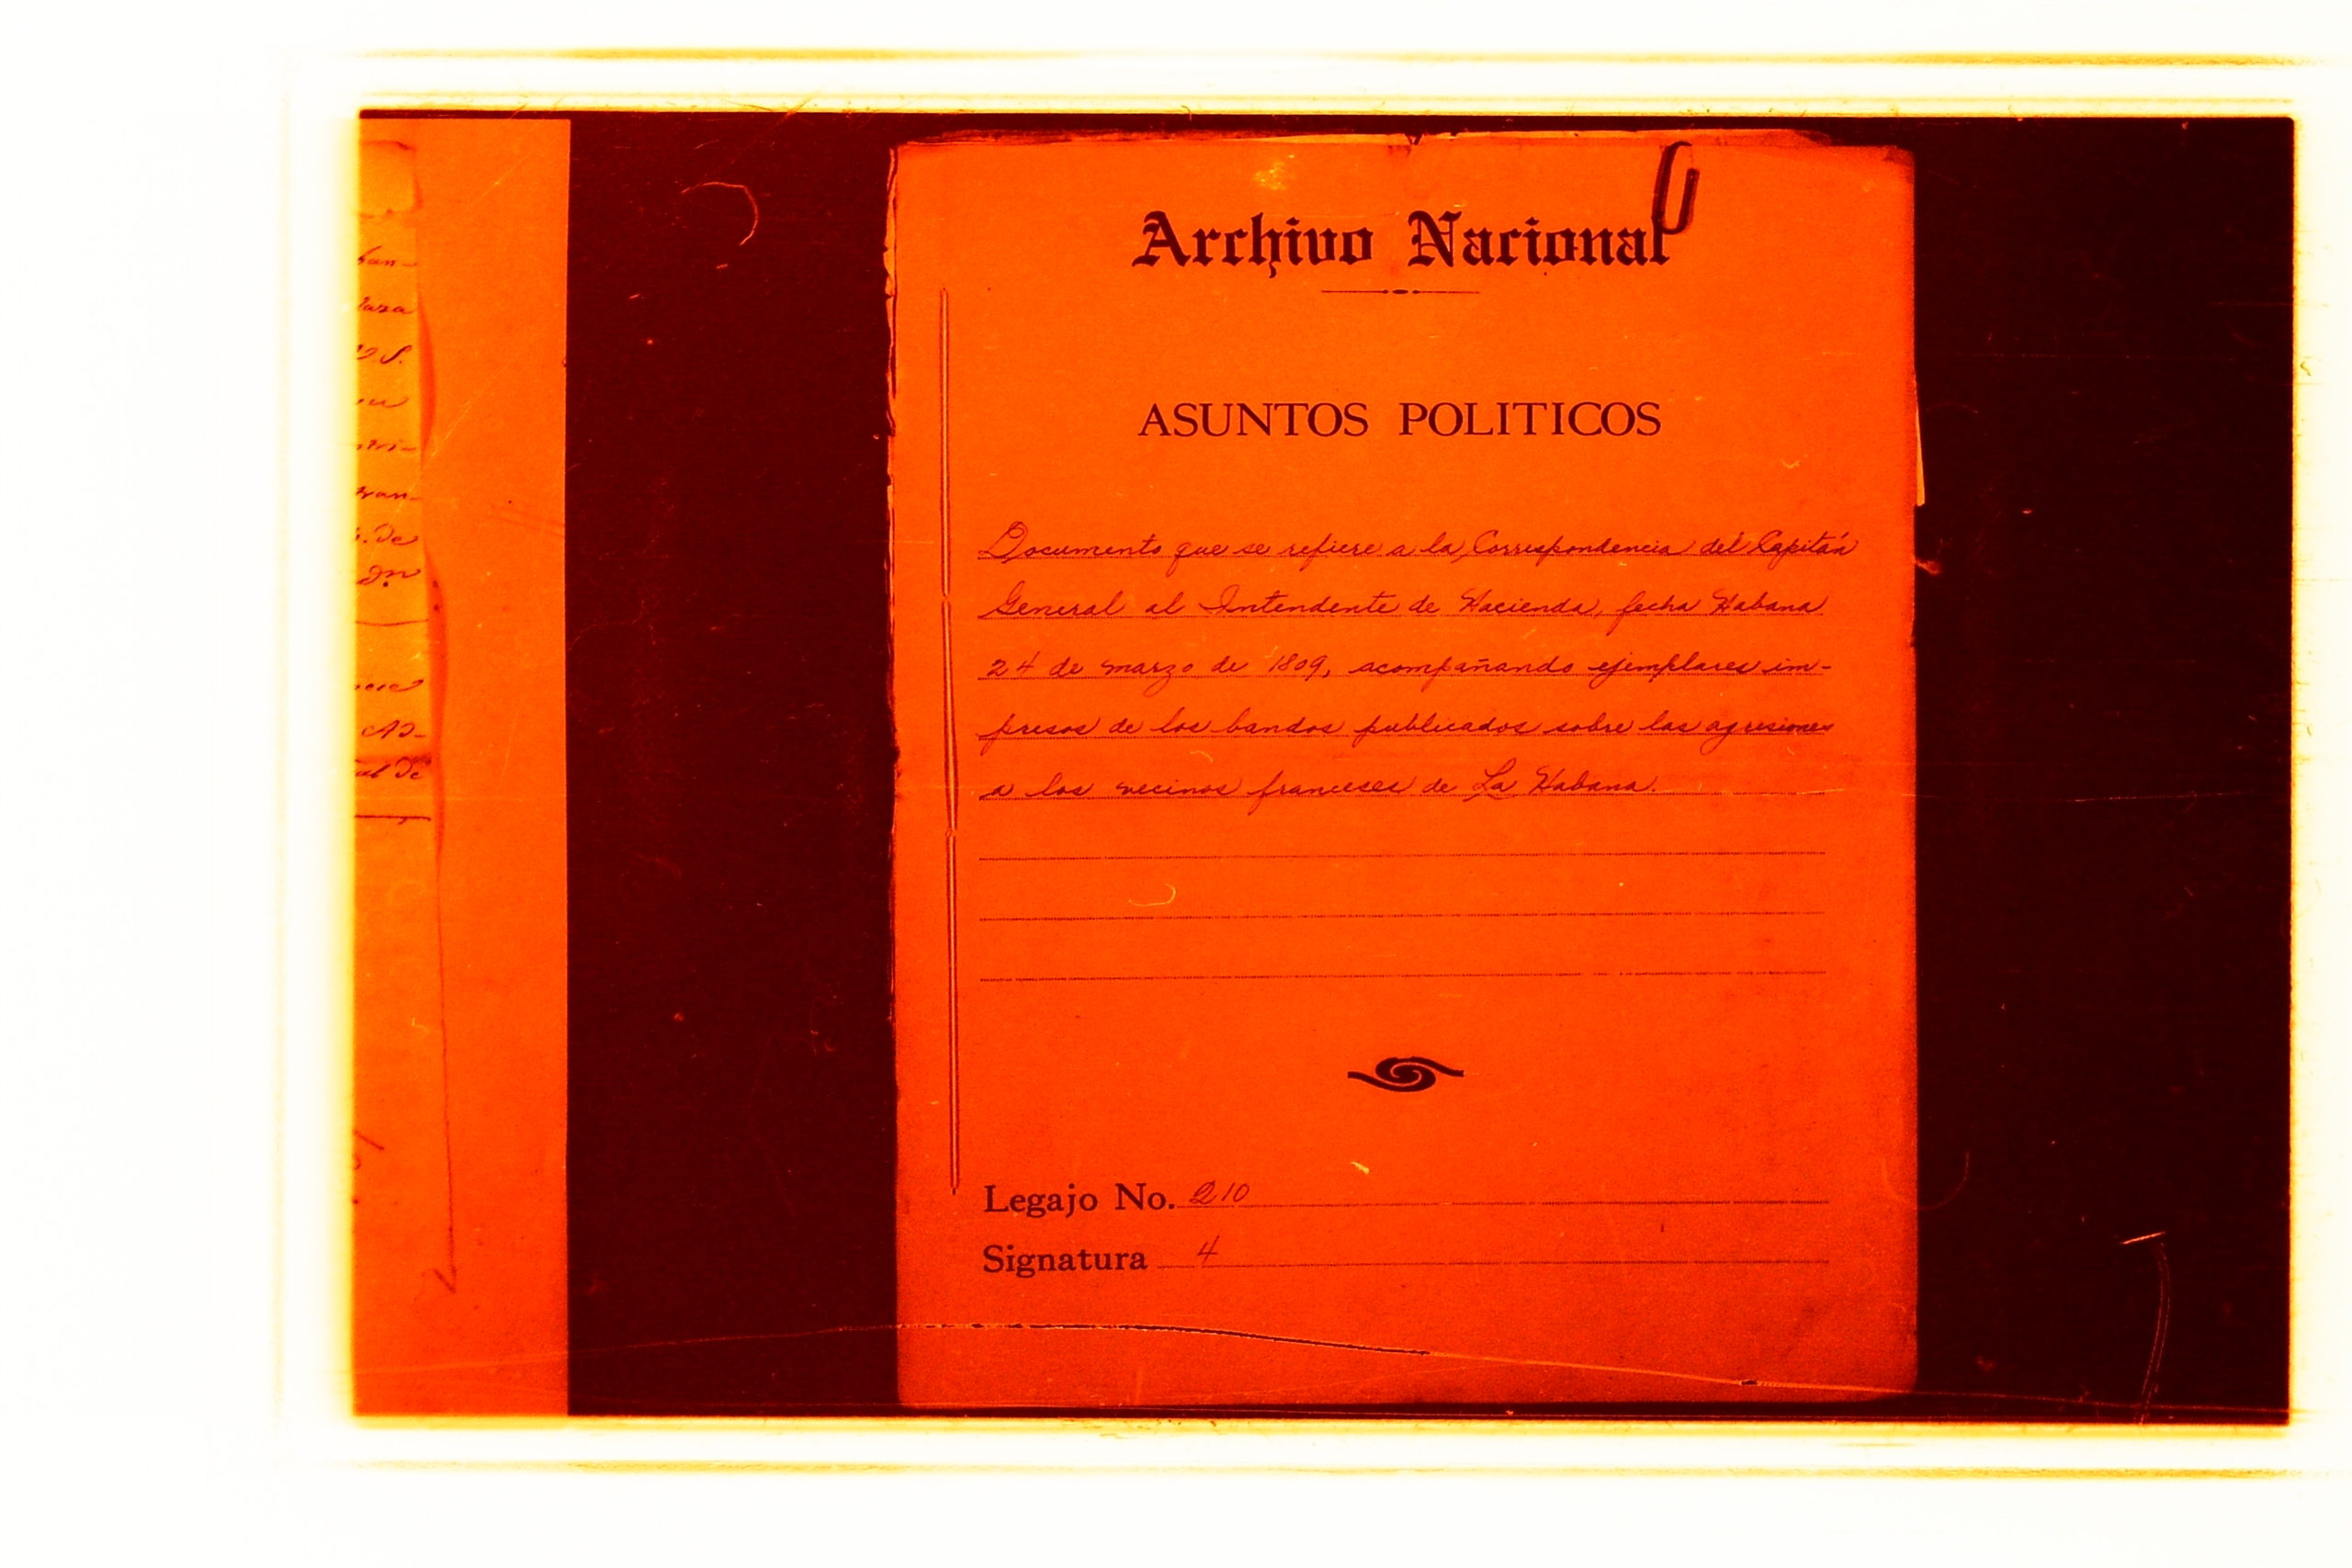 Archivo Nacional
ASUNTOS POLITICOS
Documento que se refiere a la Correspondencia del Capitán
General al Intendente de Hacienda, fecha Habana
24 de marzo de 1809, acompañando ejemplares im-
presos de los bandos publicados sobre las agresiones
a los vecinos franceses de La Habana.
Legajo No. 210
Signatura 4